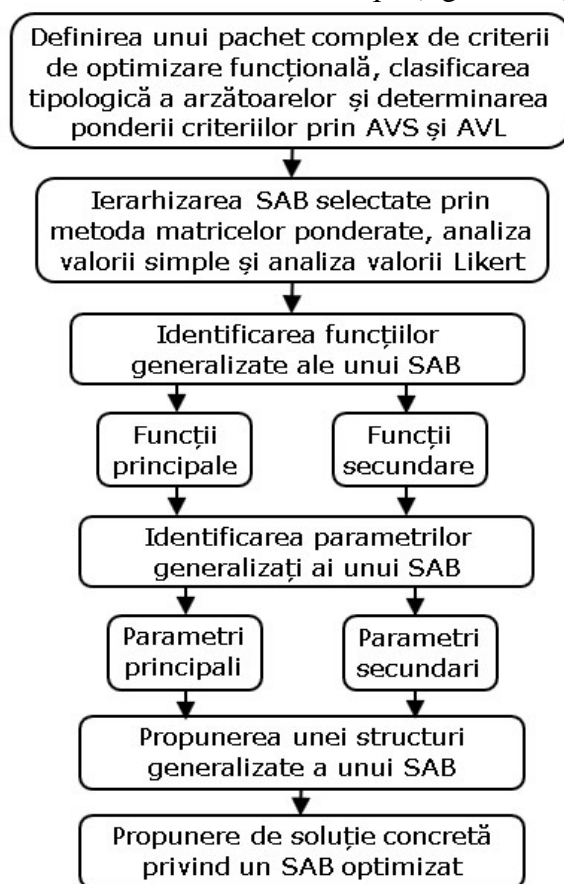 Definirea unui pachet complex de criterii
de optimizare funcțională, clasificarea
tipologică a arzătoarelor și determinarea
ponderii criteriilor prin AVS și AVL
Ierarhizarea SAB selectate prin
metoda matricelor ponderate, analiza
valorii simple și analiza valorii Likert
Identificarea funcțiilor
generalizate ale unui SAB
Funcții
principale
Funcții
secundare
Identificarea parametrilor
generalizați ai unui SAB
Parametri
principali
Parametri
secundari
Propunerea unei structuri
generalizate a unui SAB
Propunere de soluție concretă
privind un SAB optimizat